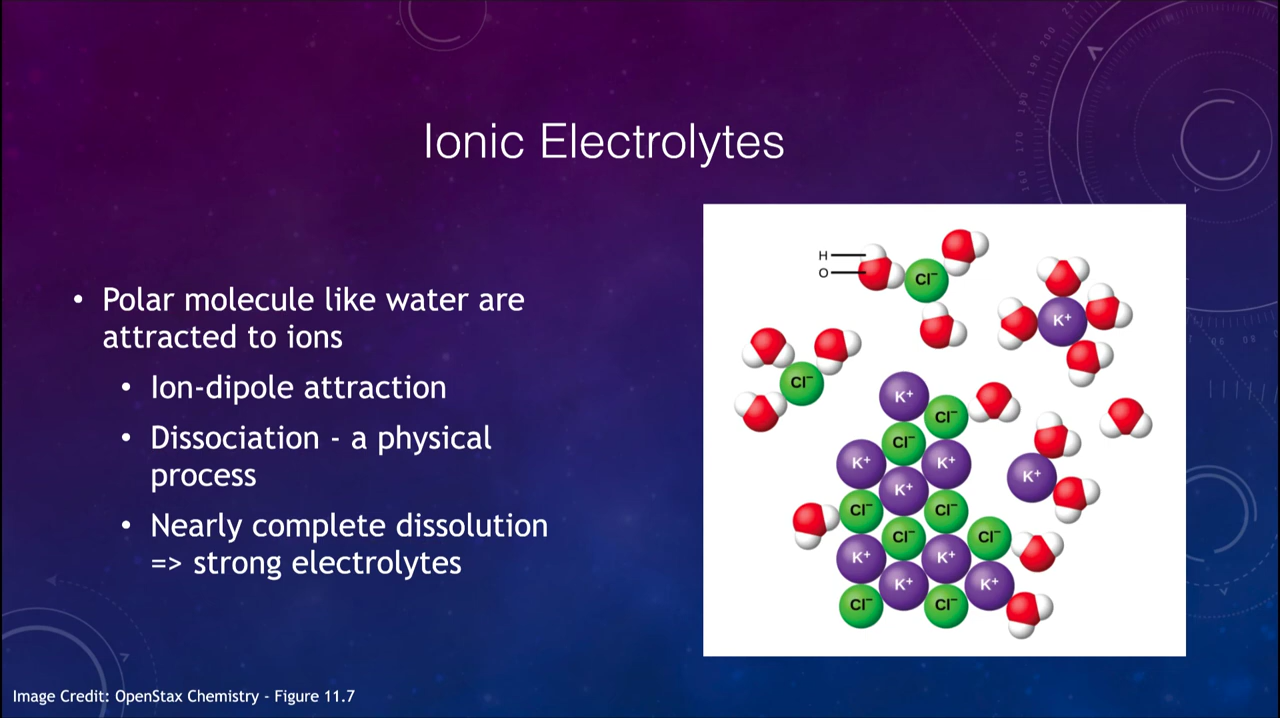 Ionic Electrolytes
• Polar molecule like water are
attracted to ions
• Ion-dipole attraction
• Dissociation - a physical
process
• Nearly complete dissolution
=> strong electrolytes
H
O
Cl⁻
K⁺
Cl⁻
K⁺
Cl⁻
Cl⁻
K⁺
K⁺
K⁺
K⁺
Cl⁻
Cl⁻
Cl⁻
Cl⁻
K⁺
K⁺
K⁺
K⁺
Cl⁻
Cl⁻
Image Credit: OpenStax Chemistry - Figure 11.7